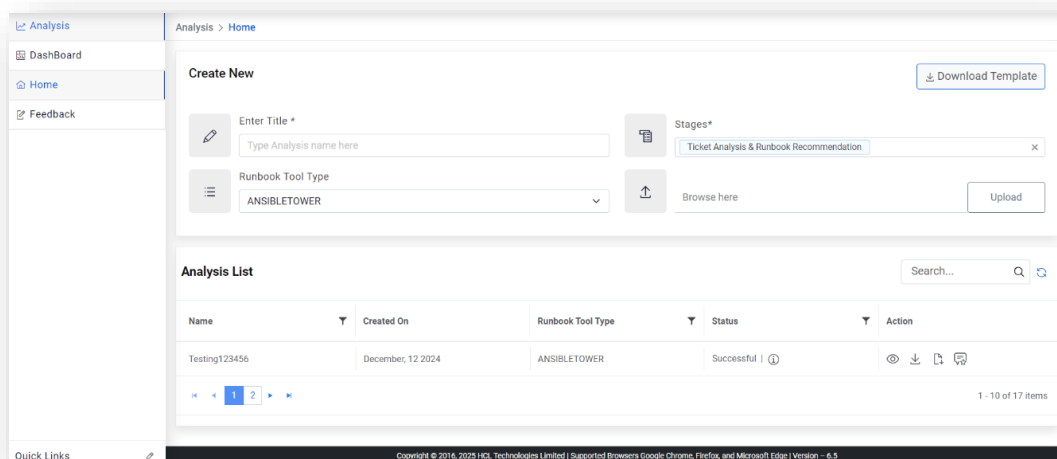 Analysis
DashBoard
Home
Feedback
Quick Links
Analysis > Home
Create New
Download Template
Enter Title *
Type Analysis name here
Stages*
Ticket Analysis & Runbook Recommendation
Runbook Tool Type
ANSIBLETOWER
Browse here
Upload
Analysis List
Search...
Name Created On Runbook Tool Type Status Action
Testing123456 December, 12 2024 ANSIBLETOWER Successful |
1 2
1 - 10 of 17 items
Copyright © 2016, 2025 HCL Technologies Limited | Supported Browsers Google Chrome, Firefox, and Microsoft Edge | Version – 6.5